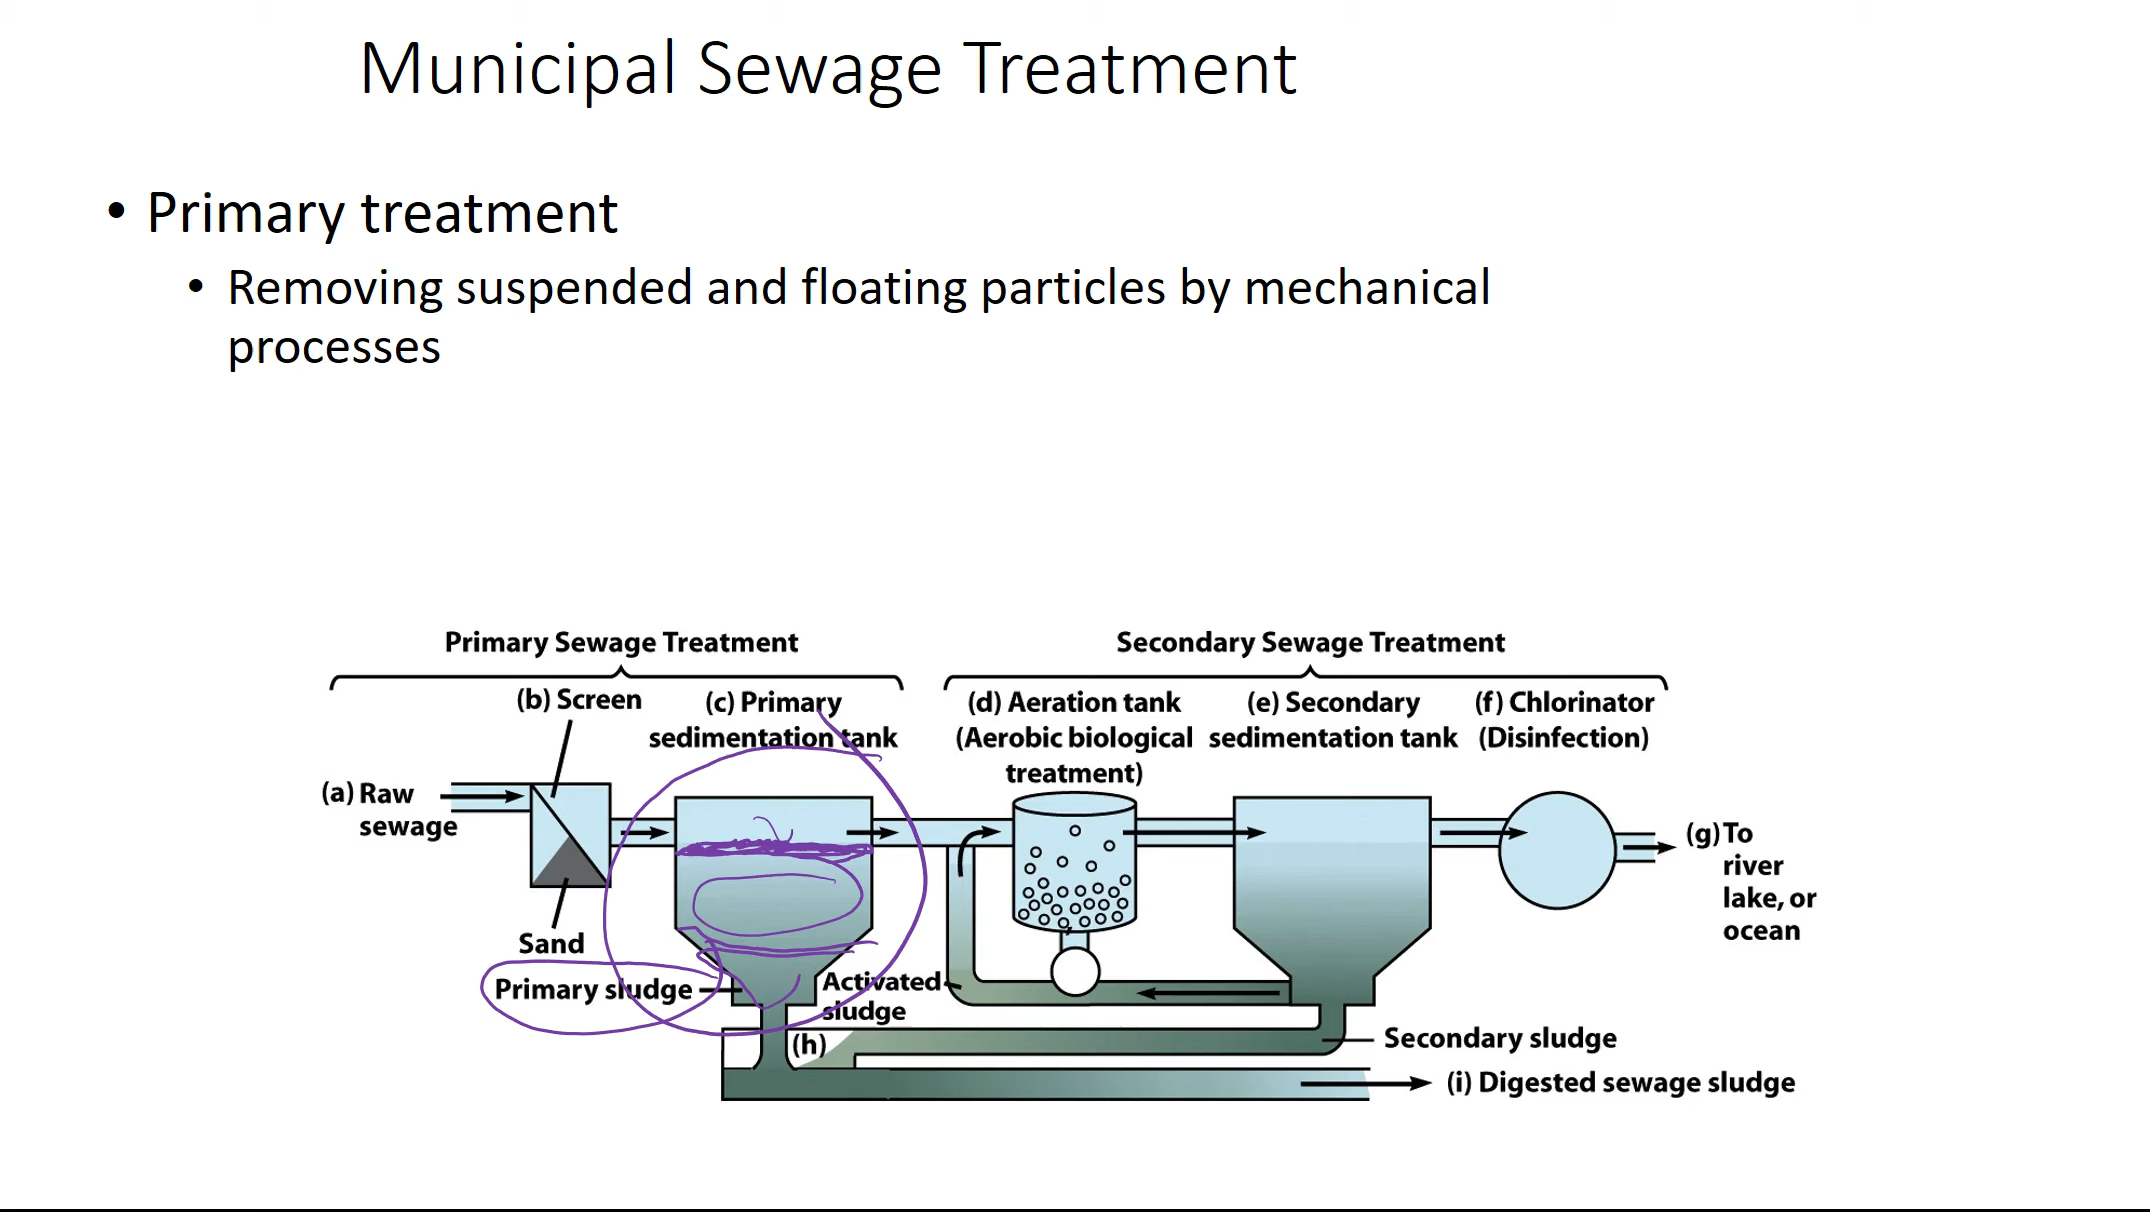 Municipal Sewage Treatment
• Primary treatment
• Removing suspended and floating particles by mechanical
processes
Primary Sewage Treatment
Secondary Sewage Treatment
(b) Screen
(c) Primary
sedimentation tank
(d) Aeration tank
(Aerobic biological
treatment)
(e) Secondary
sedimentation tank
(f) Chlorinator
(Disinfection)
(a) Raw
sewage
(g) To
river
lake, or
ocean
Sand
Primary sludge
Activated
sludge
(h)
Secondary sludge
(i) Digested sewage sludge